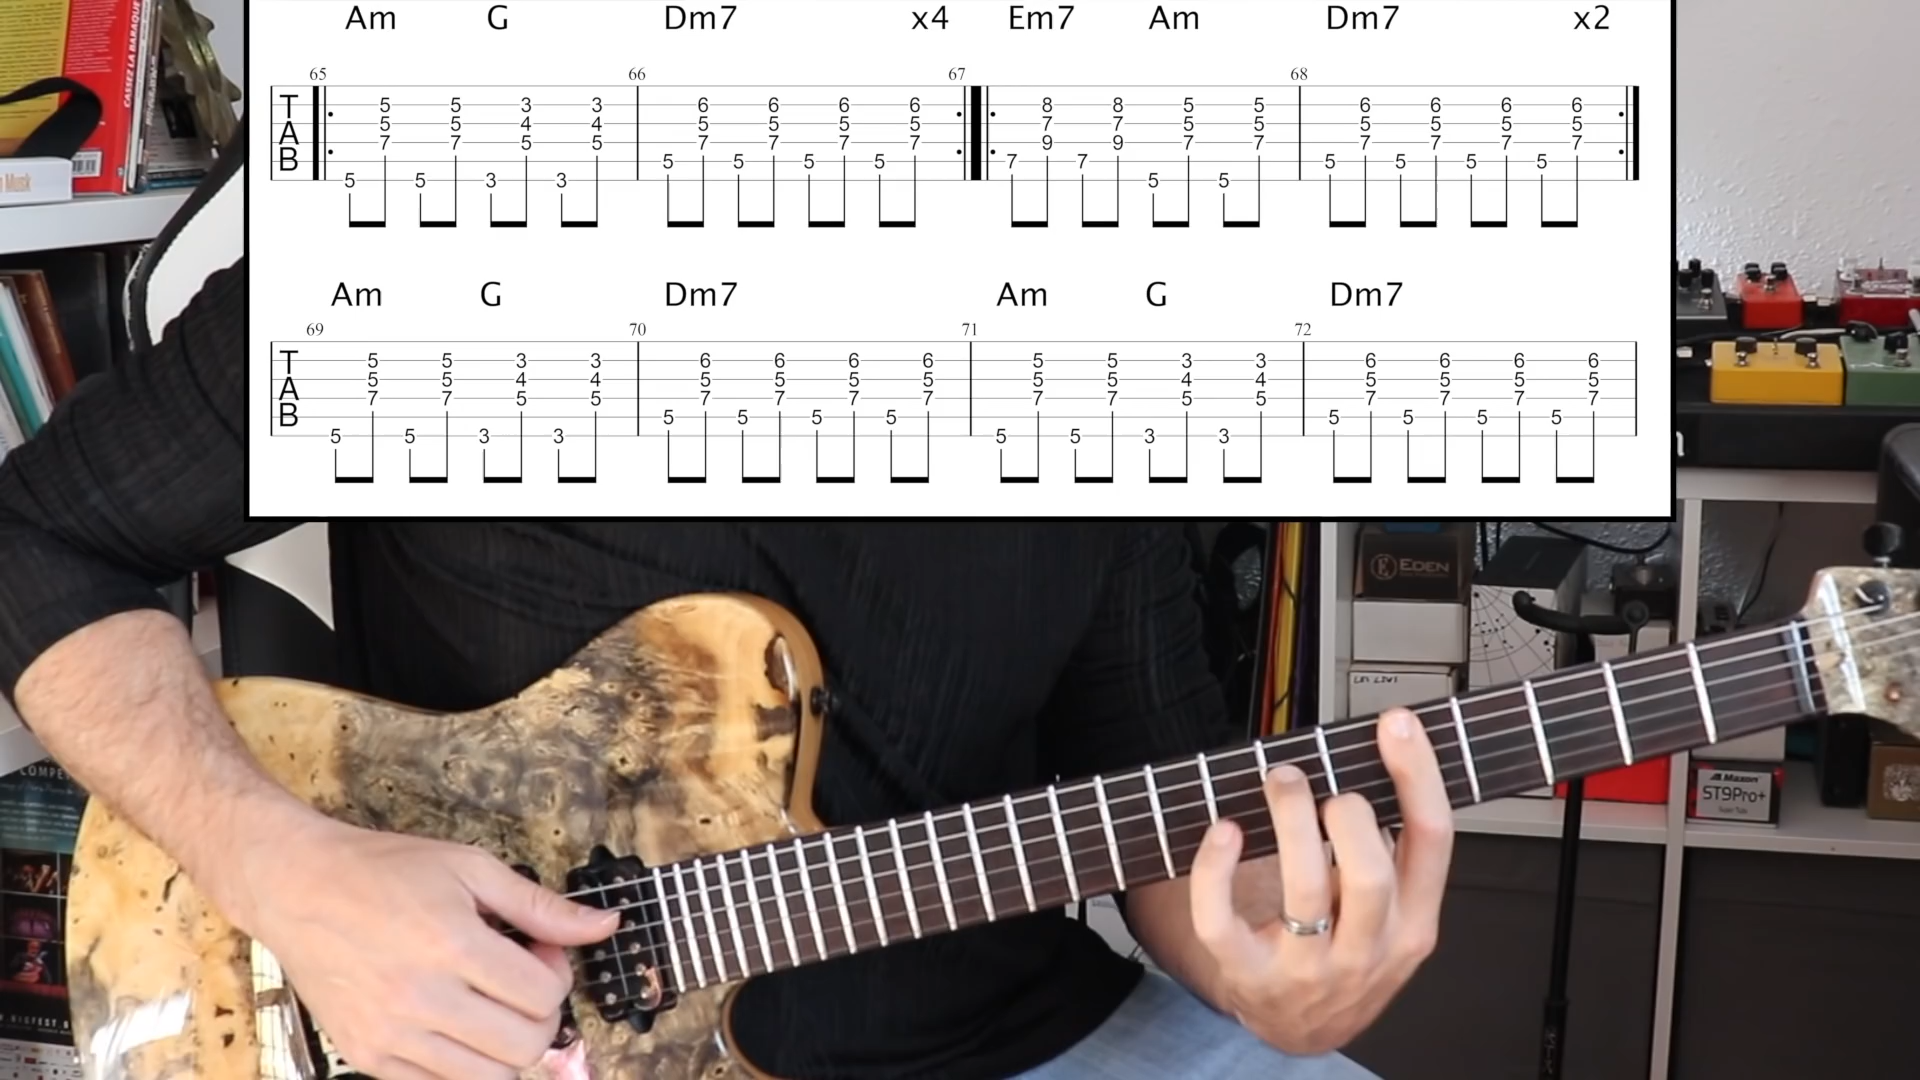 Am G Dm7 x4 Em7 Am Dm7 x2
65 66 67 68
T 5 5 3 3 6 6 6 6 8 8 5 5 6 6 6 6
A 5 5 4 4 5 5 5 5 7 7 5 5 5 5 5 5
7 7 5 5 7 7 7 7 9 9 7 7 7 7 7 7
B 5 5 5 5 7 7 5 5 5 5
5 5 3 3 5 5
Am G Dm7 Am G Dm7
69 70 71 72
T 5 5 3 3 6 6 6 6 5 5 3 3 6 6 6 6
A 5 5 4 4 5 5 5 5 5 5 4 4 5 5 5 5
7 7 5 5 7 7 7 7 7 7 5 5 7 7 7 7
B 5 5 5 5 5 5 5 5
5 5 3 3 5 5 3 3
CASSEZ LA BARAQUE
Musk
EDEN
MAXON
ST9Pro+